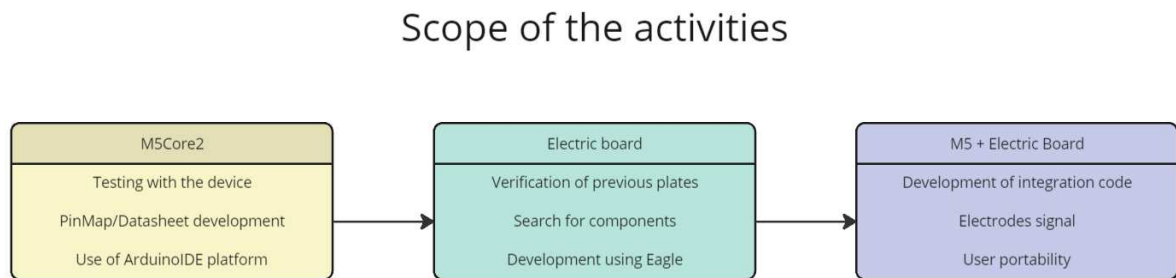 Scope of the activities
M5Core2
Testing with the device
PinMap/Datasheet development
Use of ArduinoIDE platform
Electric board
Verification of previous plates
Search for components
Development using Eagle
M5 + Electric Board
Development of integration code
Electrodes signal
User portability